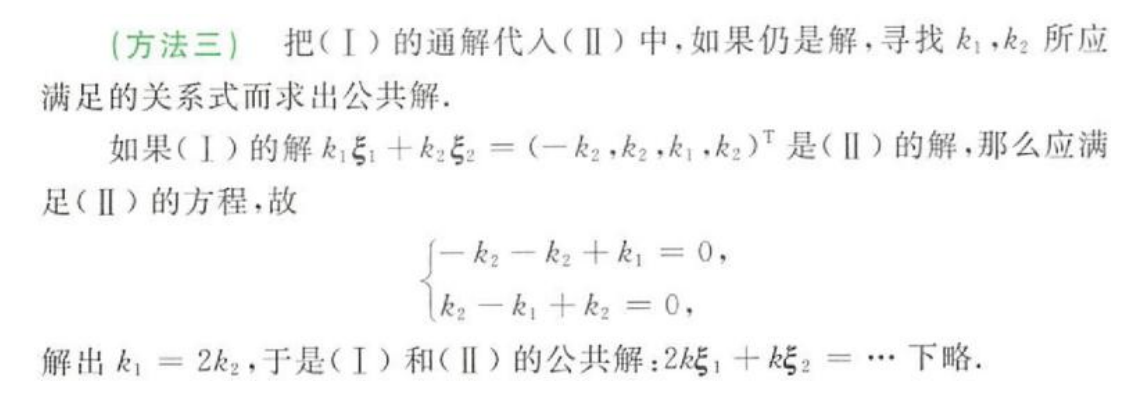 (方法三) 把(Ⅰ)的通解代入(Ⅱ)中,如果仍是解,寻找 k₁,k₂ 所应
满足的关系式而求出公共解.
如果(Ⅰ)的解 k₁ξ₁ + k₂ξ₂ = (−k₂,k₂,k₁,k₂)ᵀ 是(Ⅱ)的解,那么应满
足(Ⅱ)的方程,故
−k₂ − k₂ + k₁ = 0,
k₂ − k₁ + k₂ = 0,
解出 k₁ = 2k₂,于是(Ⅰ)和(Ⅱ)的公共解:2kξ₁ + kξ₂ = … 下略.